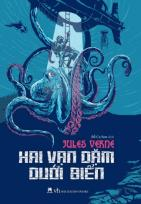 JULES VERNE
HAI VẠN DẶM
DƯỚI BIỂN